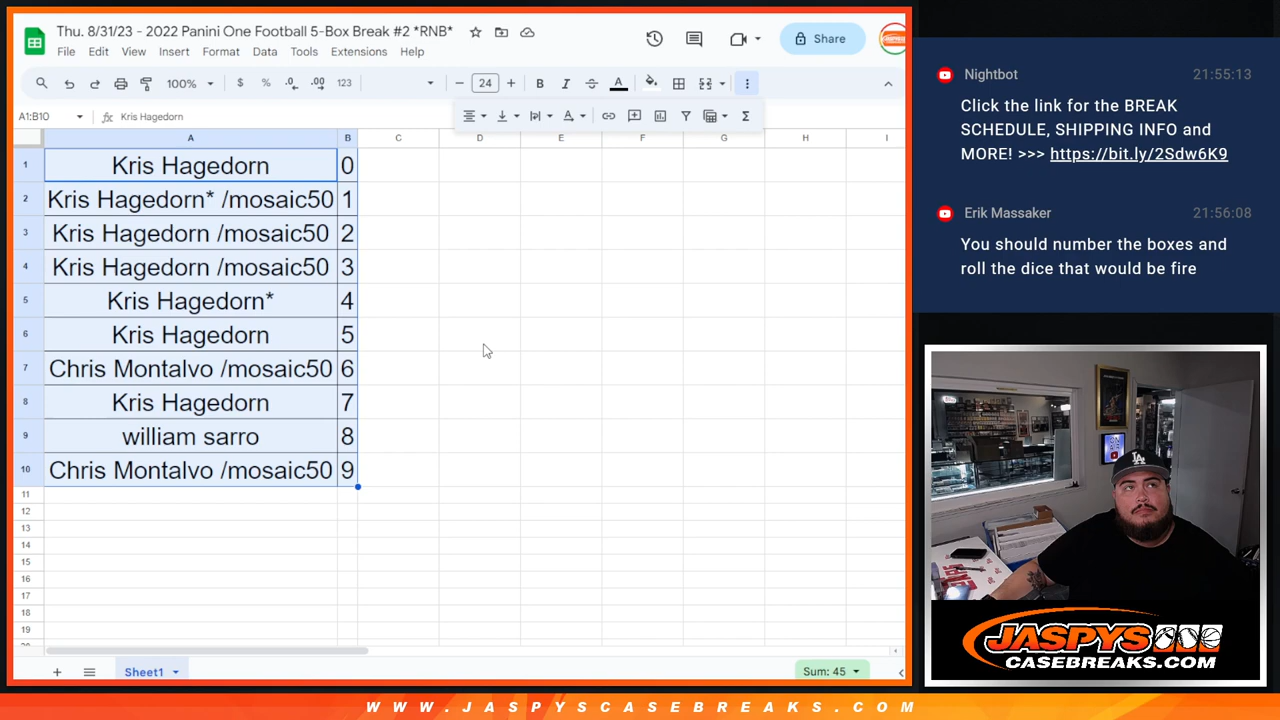 Thu. 8/31/23 - 2022 Panini One Football 5-Box Break #2 *RNB*
File Edit View Insert Format Data Tools Extensions Help
Share
100% $ % .0 .00 123 24 B I S A
A1:B10 fx Kris Hagedorn
A B C D E F G H I
1 Kris Hagedorn 0
2 Kris Hagedorn* /mosaic50 1
3 Kris Hagedorn /mosaic50 2
4 Kris Hagedorn /mosaic50 3
5 Kris Hagedorn* 4
6 Kris Hagedorn 5
7 Chris Montalvo /mosaic50 6
8 Kris Hagedorn 7
9 william sarro 8
10 Chris Montalvo /mosaic50 9
11
12
13
14
15
16
17
18
19
Sheet1
Sum: 45
Nightbot 21:55:13
Click the link for the BREAK
SCHEDULE, SHIPPING INFO and
MORE! >>> https://bit.ly/2Sdw6K9
Erik Massaker 21:56:08
You should number the boxes and
roll the dice that would be fire
LA
JASPYS
CASEBREAKS.COM
WWW.JASPYSCASEBREAKS.COM